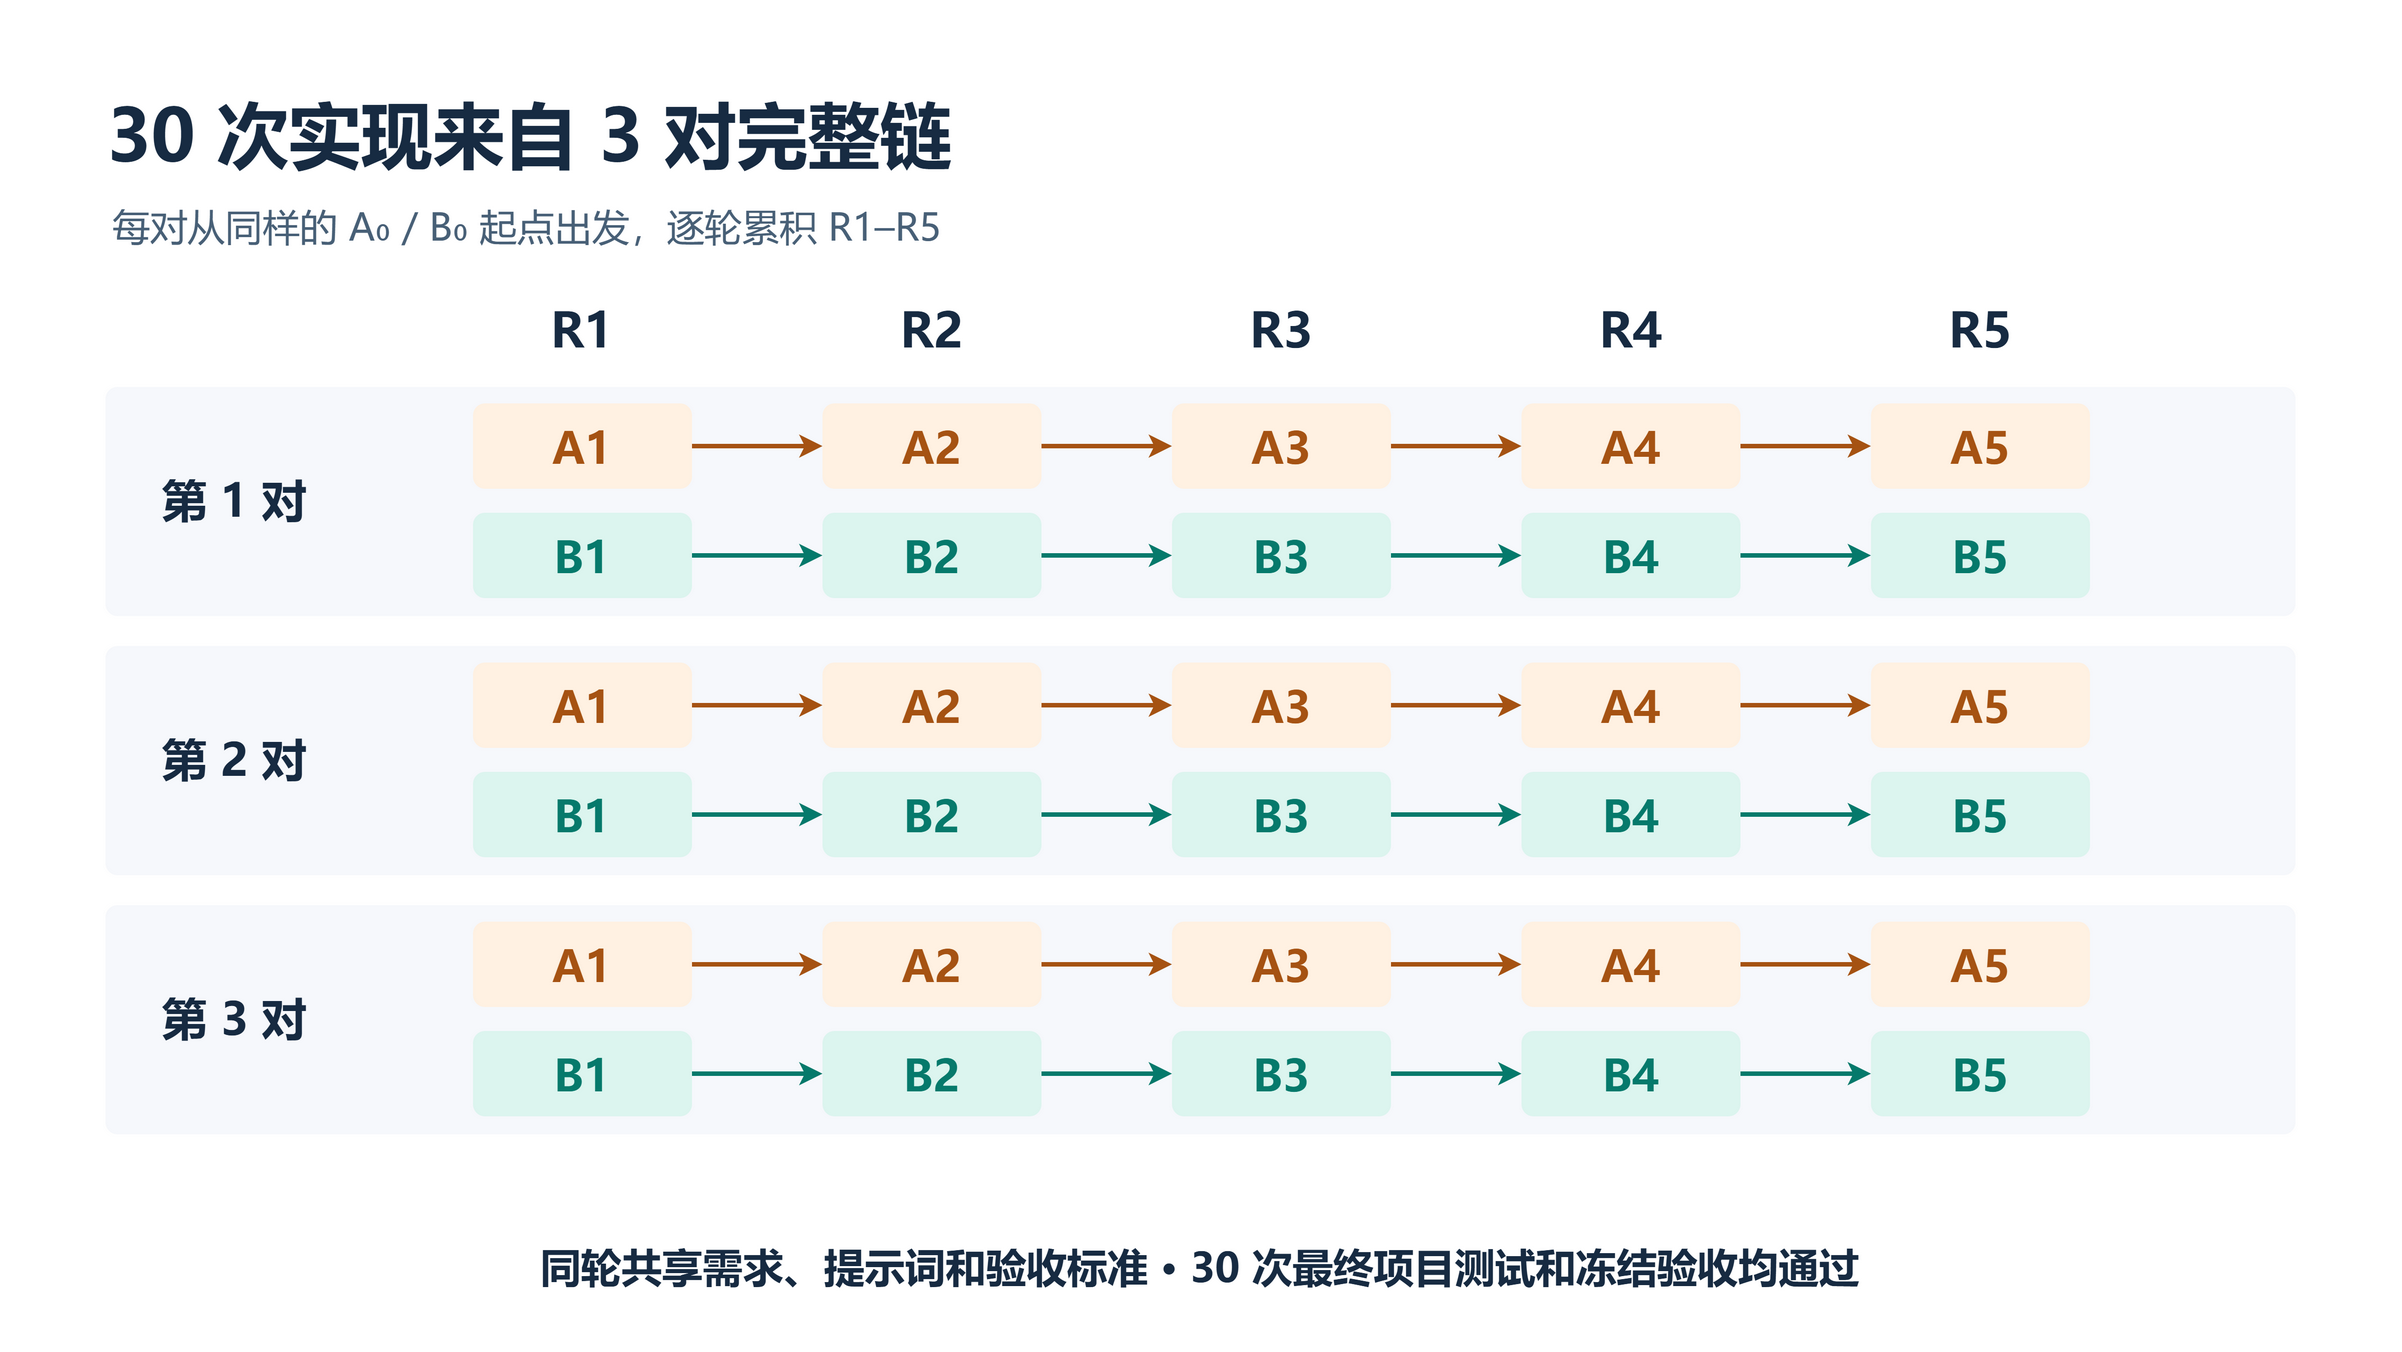 30 次实现来自 3 对完整链
每对从同样的 A₀ / B₀ 起点出发，逐轮累积 R1–R5
R1 R2 R3 R4 R5
A1 A2 A3 A4 A5
第 1 对
B1 B2 B3 B4 B5
A1 A2 A3 A4 A5
第 2 对
B1 B2 B3 B4 B5
A1 A2 A3 A4 A5
第 3 对
B1 B2 B3 B4 B5
同轮共享需求、提示词和验收标准 • 30 次最终项目测试和冻结验收均通过